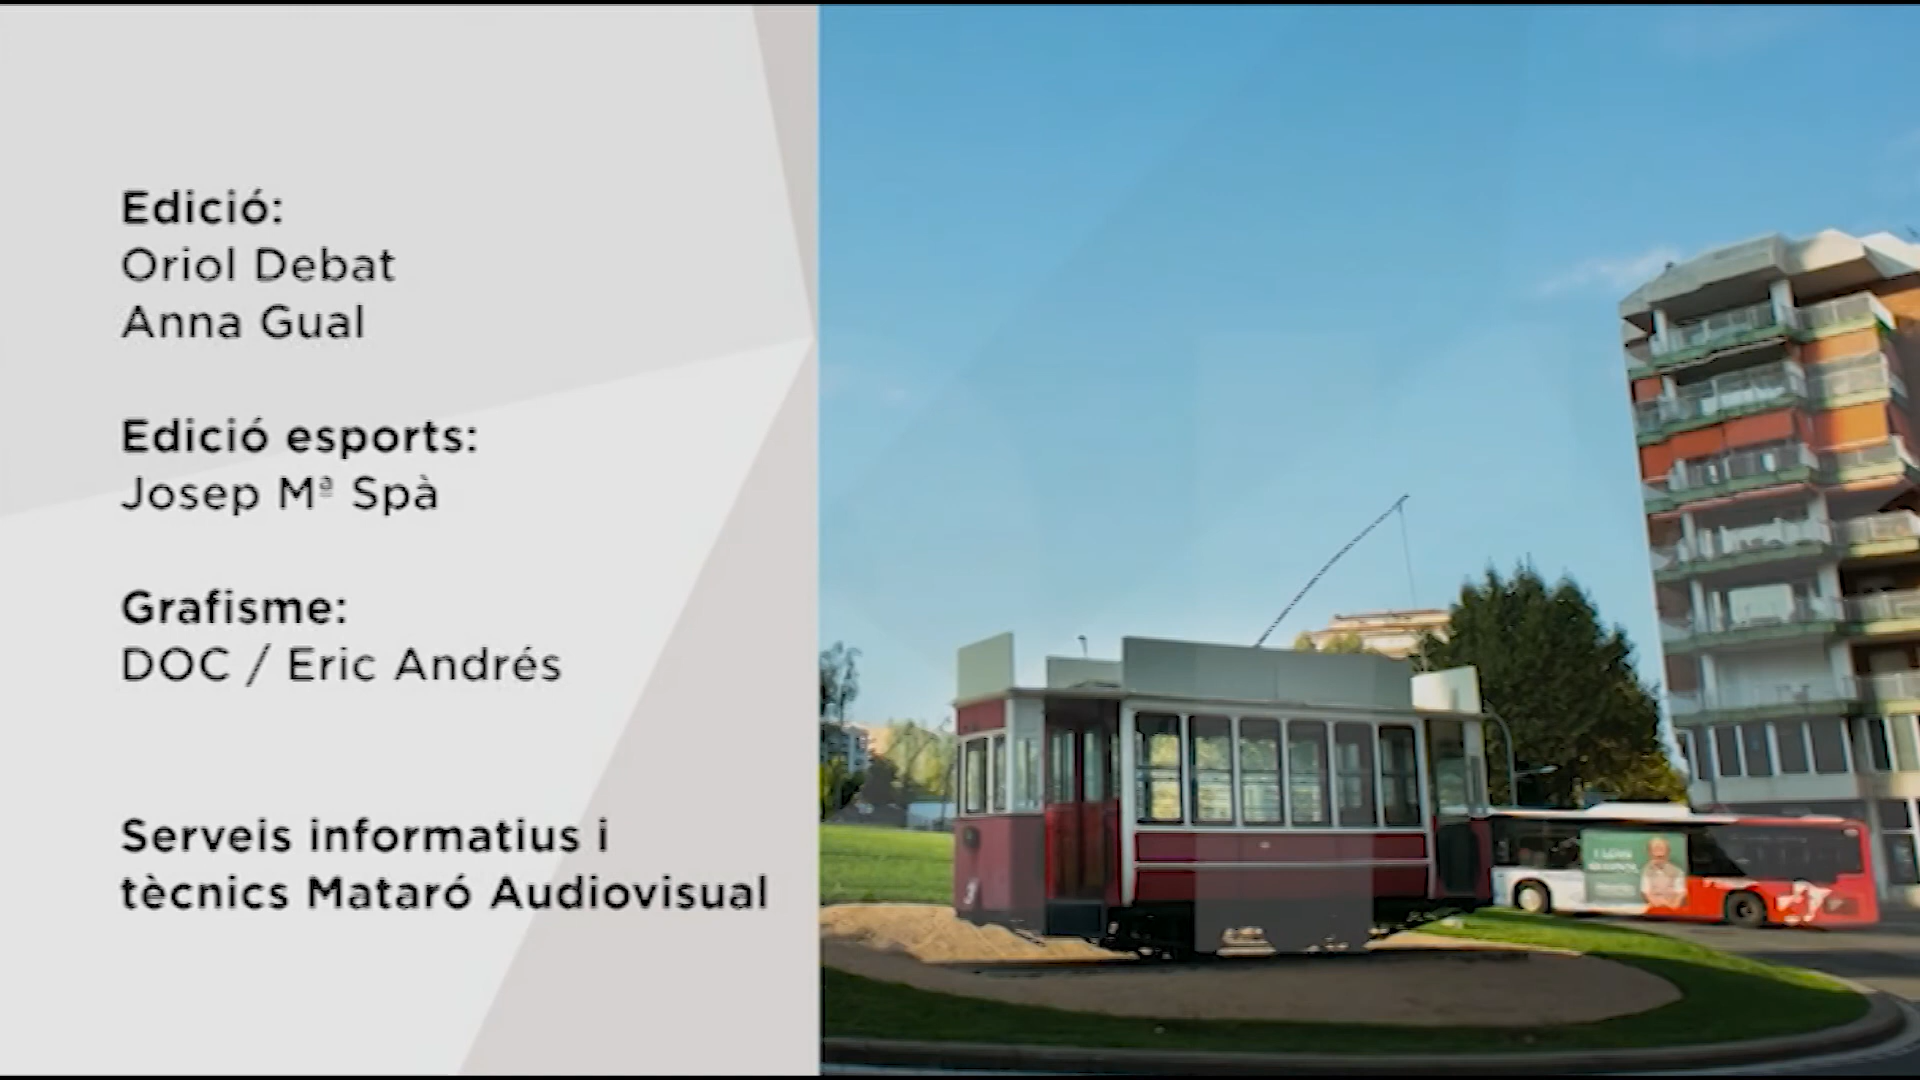 Edició:
Oriol Debat
Anna Gual
Edició esports:
Josep Mª Spà
Grafisme:
DOC / Eric Andrés
Serveis informatius i
tècnics Mataró Audiovisual
3